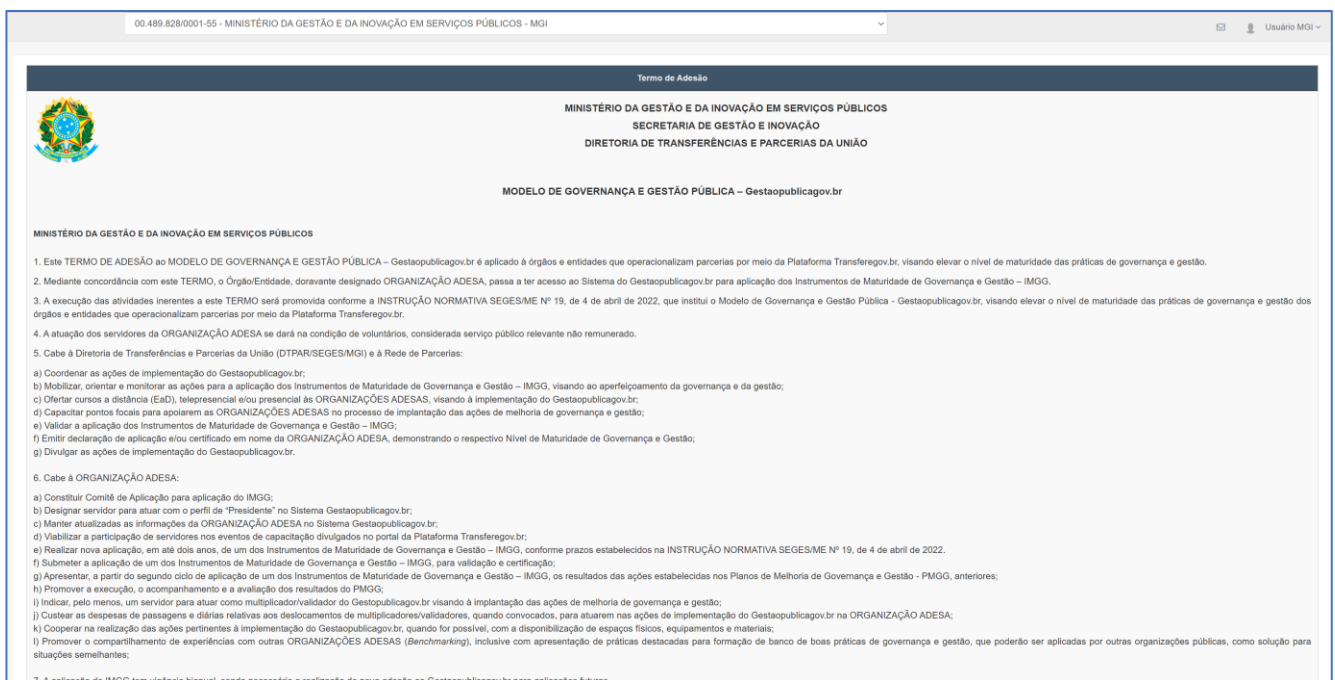 00.489.828/0001-55 - MINISTÉRIO DA GESTÃO E DA INOVAÇÃO EM SERVIÇOS PÚBLICOS - MGI
Usuário MGI
Termo de Adesão
MINISTÉRIO DA GESTÃO E DA INOVAÇÃO EM SERVIÇOS PÚBLICOS
SECRETARIA DE GESTÃO E INOVAÇÃO
DIRETORIA DE TRANSFERÊNCIAS E PARCERIAS DA UNIÃO
MODELO DE GOVERNANÇA E GESTÃO PÚBLICA – Gestaopublicagov.br
MINISTÉRIO DA GESTÃO E DA INOVAÇÃO EM SERVIÇOS PÚBLICOS
1. Este TERMO DE ADESÃO ao MODELO DE GOVERNANÇA E GESTÃO PÚBLICA – Gestaopublicagov.br é aplicado à órgãos e entidades que operacionalizam parcerias por meio da Plataforma Transferegov.br, visando elevar o nível de maturidade das práticas de governança e gestão.
2. Mediante concordância com este TERMO, o Órgão/Entidade, doravante designado ORGANIZAÇÃO ADESA, passa a ter acesso ao Sistema do Gestaopublicagov.br para aplicação dos Instrumentos de Maturidade de Governança e Gestão – IMGG.
3. A execução das atividades inerentes a este TERMO será promovida conforme a INSTRUÇÃO NORMATIVA SEGES/ME Nº 19, de 4 de abril de 2022, que institui o Modelo de Governança e Gestão Pública - Gestaopublicagov.br, visando elevar o nível de maturidade das práticas de governança e gestão dos
órgãos e entidades que operacionalizam parcerias por meio da Plataforma Transferegov.br.
4. A atuação dos servidores da ORGANIZAÇÃO ADESA se dará na condição de voluntários, considerada serviço público relevante não remunerado.
5. Cabe à Diretoria de Transferências e Parcerias da União (DTPAR/SEGES/MGI) e à Rede de Parcerias:
a) Coordenar as ações de implementação do Gestaopublicagov.br;
b) Mobilizar, orientar e monitorar as ações para a aplicação dos Instrumentos de Maturidade de Governança e Gestão – IMGG, visando ao aperfeiçoamento da governança e da gestão;
c) Ofertar cursos a distância (EaD), telepresencial e/ou presencial às ORGANIZAÇÕES ADESAS, visando à implementação do Gestaopublicagov.br;
d) Capacitar pontos focais para apoiarem as ORGANIZAÇÕES ADESAS no processo de implantação das ações de melhoria de governança e gestão;
e) Validar a aplicação dos Instrumentos de Maturidade de Governança e Gestão – IMGG;
f) Emitir declaração de aplicação e/ou certificado em nome da ORGANIZAÇÃO ADESA, demonstrando o respectivo Nível de Maturidade de Governança e Gestão;
g) Divulgar as ações de implementação do Gestaopublicagov.br.
6. Cabe à ORGANIZAÇÃO ADESA:
a) Constituir Comitê de Aplicação para aplicação do IMGG;
b) Designar servidor para atuar com o perfil de “Presidente” no Sistema Gestaopublicagov.br;
c) Manter atualizadas as informações da ORGANIZAÇÃO ADESA no Sistema Gestaopublicagov.br;
d) Viabilizar a participação de servidores nos eventos de capacitação divulgados no portal da Plataforma Transferegov.br;
e) Realizar nova aplicação, em até dois anos, de um dos Instrumentos de Maturidade de Governança e Gestão – IMGG, conforme prazos estabelecidos na INSTRUÇÃO NORMATIVA SEGES/ME Nº 19, de 4 de abril de 2022.
f) Submeter a aplicação de um dos Instrumentos de Maturidade de Governança e Gestão – IMGG, para validação e certificação;
g) Apresentar, a partir do segundo ciclo de aplicação de um dos Instrumentos de Maturidade de Governança e Gestão – IMGG, os resultados das ações estabelecidas nos Planos de Melhoria de Governança e Gestão - PMGG, anteriores;
h) Promover a execução, o acompanhamento e a avaliação dos resultados do PMGG;
i) Indicar, pelo menos, um servidor para atuar como multiplicador/validador do Gestopublicagov.br visando à implantação das ações de melhoria de governança e gestão;
j) Custear as despesas de passagens e diárias relativas aos deslocamentos de multiplicadores/validadores, quando convocados, para atuarem nas ações de implementação do Gestaopublicagov.br na ORGANIZAÇÃO ADESA;
k) Cooperar na realização das ações pertinentes à implementação do Gestaopublicagov.br, quando for possível, com a disponibilização de espaços físicos, equipamentos e materiais;
l) Promover o compartilhamento de experiências com outras ORGANIZAÇÕES ADESAS (Benchmarking), inclusive com apresentação de práticas destacadas para formação de banco de boas práticas de governança e gestão, que poderão ser aplicadas por outras organizações públicas, como solução para
situações semelhantes;